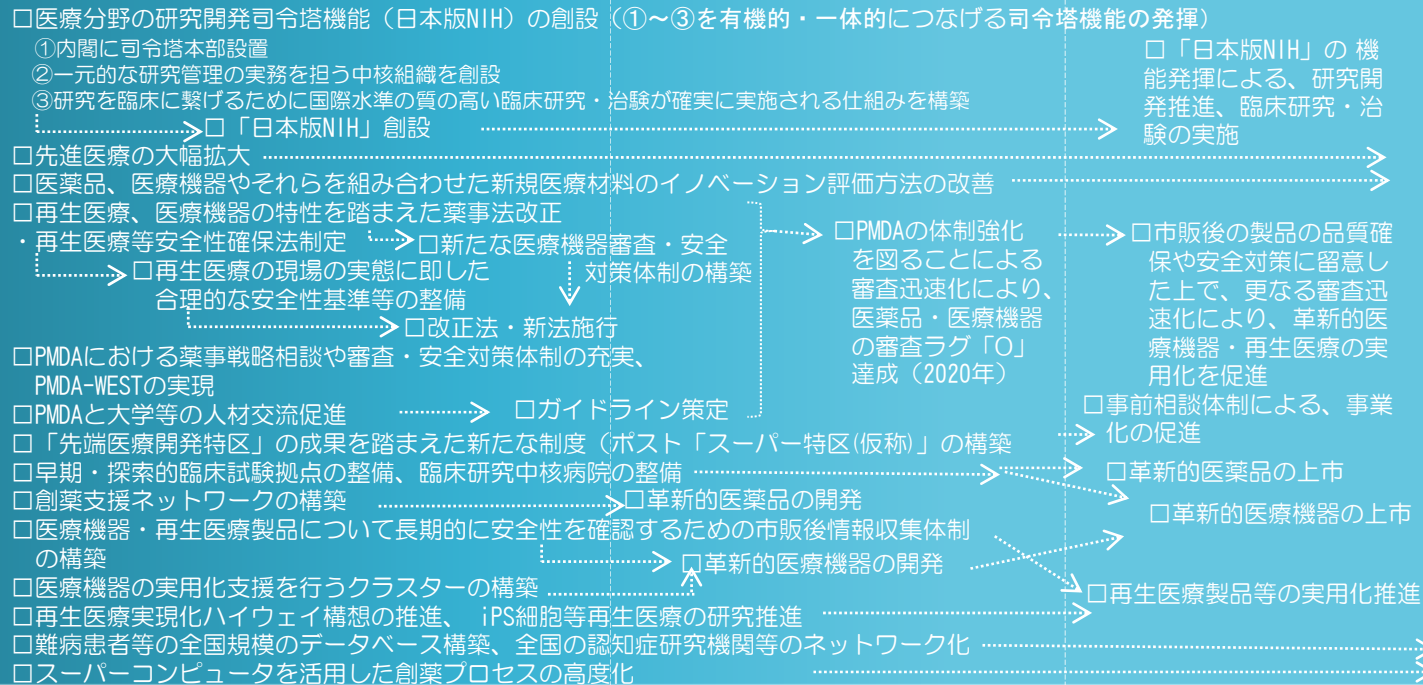 □医療分野の研究開発司令塔機能（日本版NIH）の創設（①～③を有機的・一体的につなげる司令塔機能の発揮）
①内閣に司令塔本部設置
②一元的な研究管理の実務を担う中核組織を創設
③研究を臨床に繋げるために国際水準の質の高い臨床研究・治験が確実に実施される仕組みを構築
□「日本版NIH」創設
□「日本版NIH」の 機
能発揮による、研究開
発推進、臨床研究・治
験の実施
□先進医療の大幅拡大
□医薬品、医療機器やそれらを組み合わせた新規医療材料のイノベーション評価方法の改善
□再生医療、医療機器の特性を踏まえた薬事法改正
・再生医療等安全性確保法制定
□新たな医療機器審査・安全
対策体制の構築
□再生医療の現場の実態に即した
合理的な安全性基準等の整備
□改正法・新法施行
□PMDAの体制強化
を図ることによる
審査迅速化により、
医薬品・医療機器
の審査ラグ「０」
達成（2020年）
□市販後の製品の品質確
保や安全対策に留意し
た上で、更なる審査迅
速化により、革新的医
療機器・再生医療の実
用化を促進
□PMDAにおける薬事戦略相談や審査・安全対策体制の充実、
PMDA-WESTの実現
□PMDAと大学等の人材交流促進
□ガイドライン策定
□事前相談体制による、事業
化の促進
□「先端医療開発特区」の成果を踏まえた新たな制度（ポスト「スーパー特区(仮称)」の構築
□早期・探索的臨床試験拠点の整備、臨床研究中核病院の整備
□革新的医薬品の上市
□創薬支援ネットワークの構築
□革新的医薬品の開発
□革新的医療機器の上市
□医療機器・再生医療製品について長期的に安全性を確認するための市販後情報収集体制
の構築
□革新的医療機器の開発
□医療機器の実用化支援を行うクラスターの構築
□再生医療製品等の実用化推進
□再生医療実現化ハイウェイ構想の推進、 iPS細胞等再生医療の研究推進
□難病患者等の全国規模のデータベース構築、全国の認知症研究機関等のネットワーク化
□スーパーコンピュータを活用した創薬プロセスの高度化